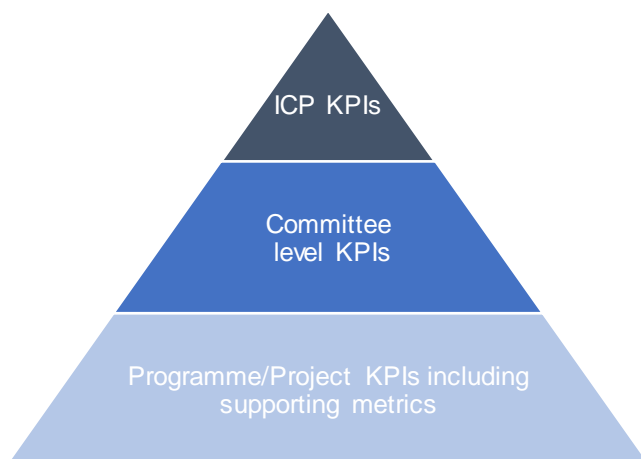 ICP KPIs
Committee
level KPIs
Programme/Project KPIs including
supporting metrics